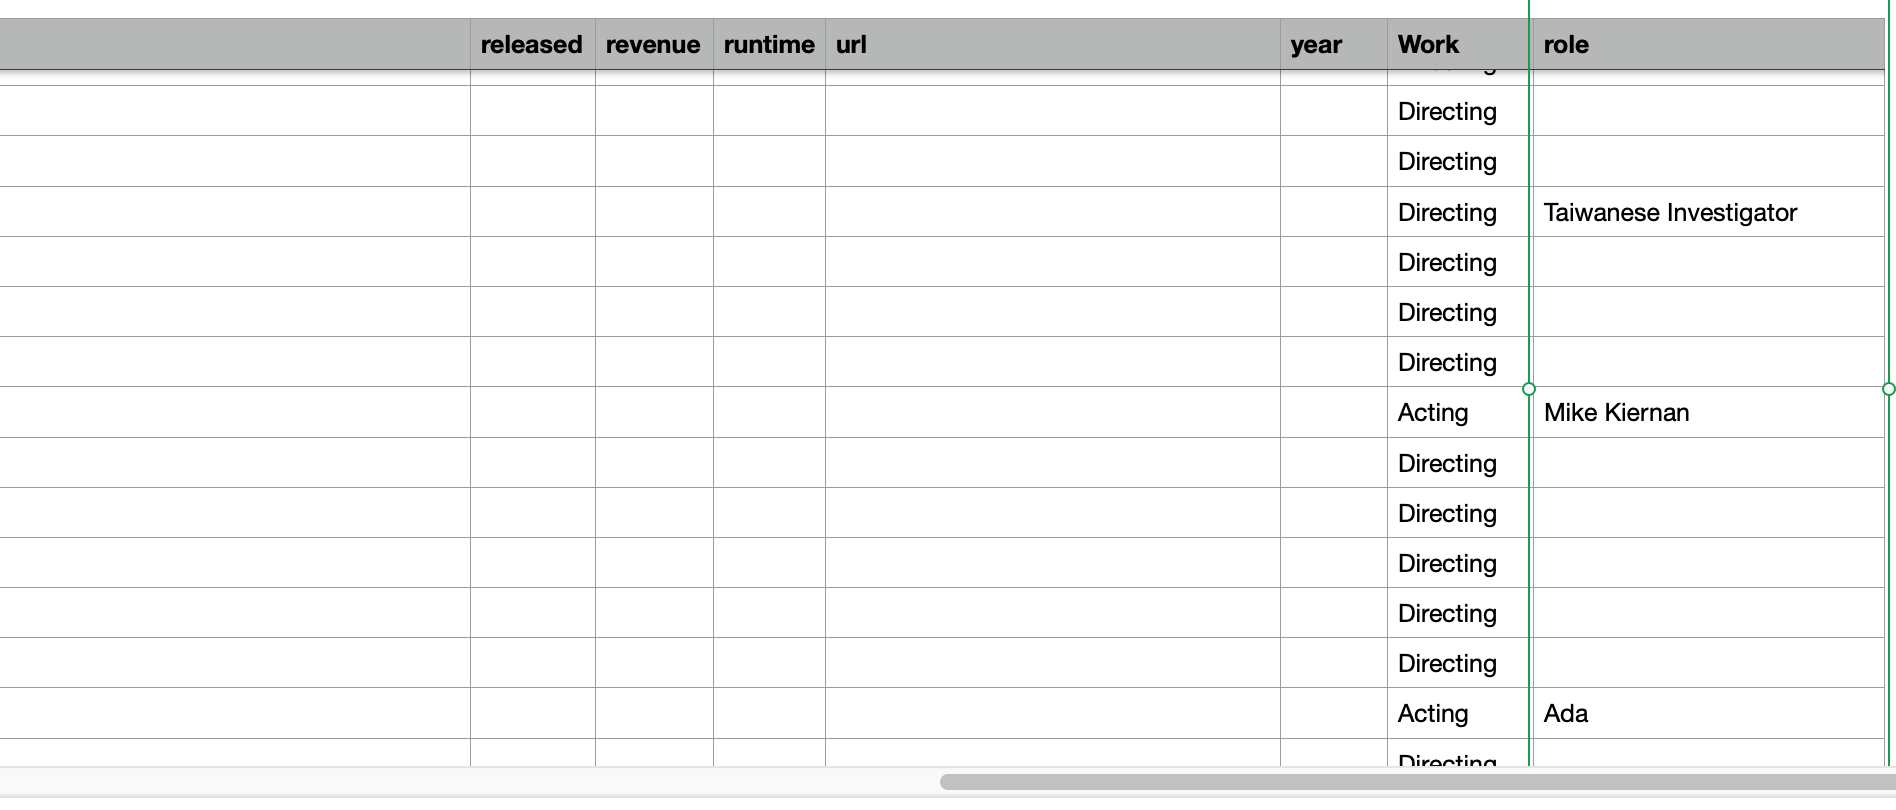 released revenue runtime url year Work role
Directing
Directing
Directing Taiwanese Investigator
Directing
Directing
Directing
Acting Mike Kiernan
Directing
Directing
Directing
Directing
Directing
Acting Ada
Directing